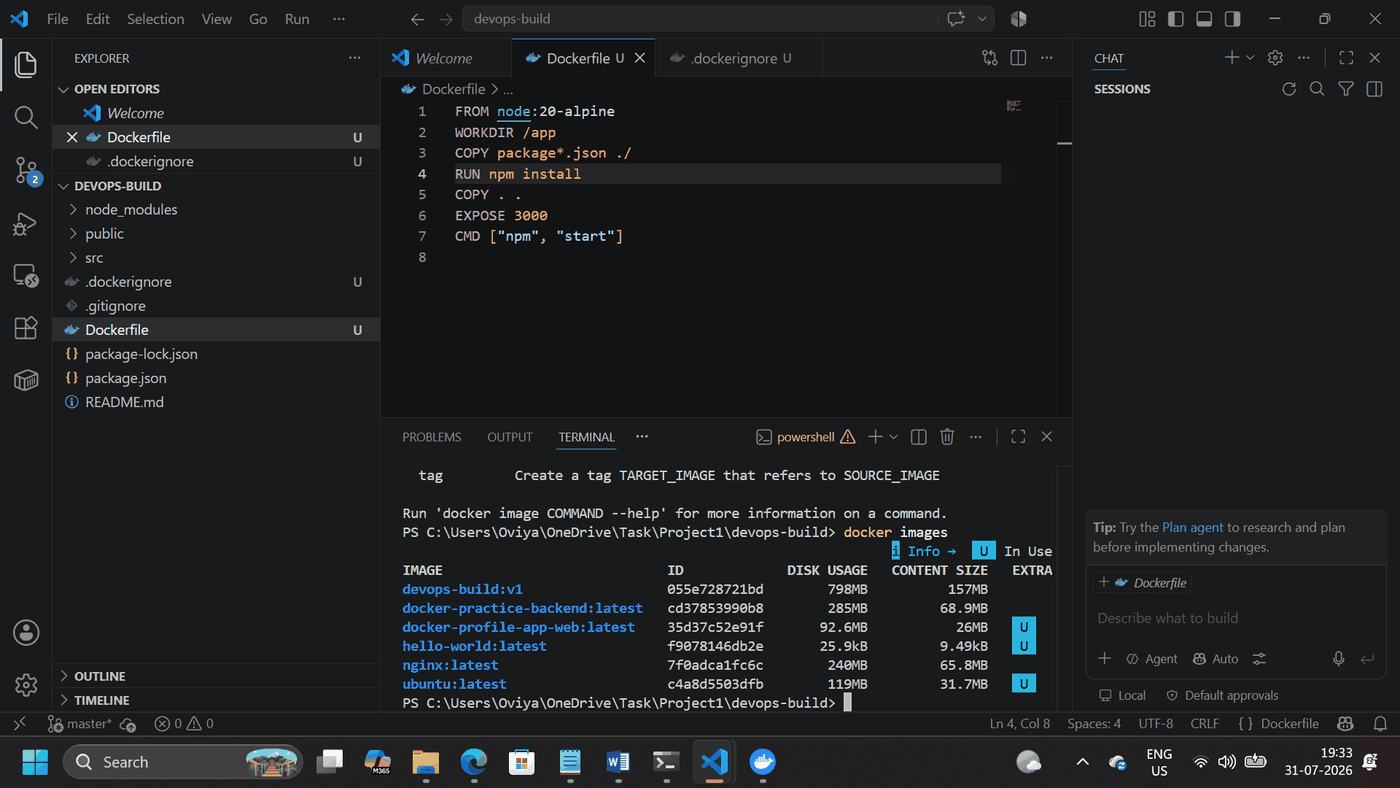 File Edit Selection View Go Run ···
devops-build
EXPLORER
OPEN EDITORS
Welcome
Dockerfile U
.dockerignore U
DEVOPS-BUILD
node_modules
public
src
.dockerignore U
.gitignore
Dockerfile U
package-lock.json
package.json
README.md
OUTLINE
TIMELINE
2
Welcome
Dockerfile U
.dockerignore U
Dockerfile > ...
1 FROM node:20-alpine
2 WORKDIR /app
3 COPY package*.json ./
4 RUN npm install
5 COPY . .
6 EXPOSE 3000
7 CMD ["npm", "start"]
8
PROBLEMS OUTPUT TERMINAL ···
powershell
tag Create a tag TARGET_IMAGE that refers to SOURCE_IMAGE
Run 'docker image COMMAND --help' for more information on a command.
PS C:\Users\Oviya\OneDrive\Task\Project1\devops-build> docker images
i Info → U In Use
IMAGE ID DISK USAGE CONTENT SIZE EXTRA
devops-build:v1 055e728721bd 798MB 157MB
docker-practice-backend:latest cd37853990b8 285MB 68.9MB
docker-profile-app-web:latest 35d37c52e91f 92.6MB 26MB U
hello-world:latest f9078146db2e 25.9kB 9.49kB U
nginx:latest 7f0adca1fc6c 240MB 65.8MB
ubuntu:latest c4a8d5503dfb 119MB 31.7MB U
PS C:\Users\Oviya\OneDrive\Task\Project1\devops-build>
CHAT
SESSIONS
Tip: Try the Plan agent to research and plan
before implementing changes.
Dockerfile
Describe what to build
Agent Auto
Local Default approvals
master* 0 0
Ln 4, Col 8 Spaces: 4 UTF-8 CRLF { } Dockerfile
Search
M365
ENG
US
19:33
31-07-2026